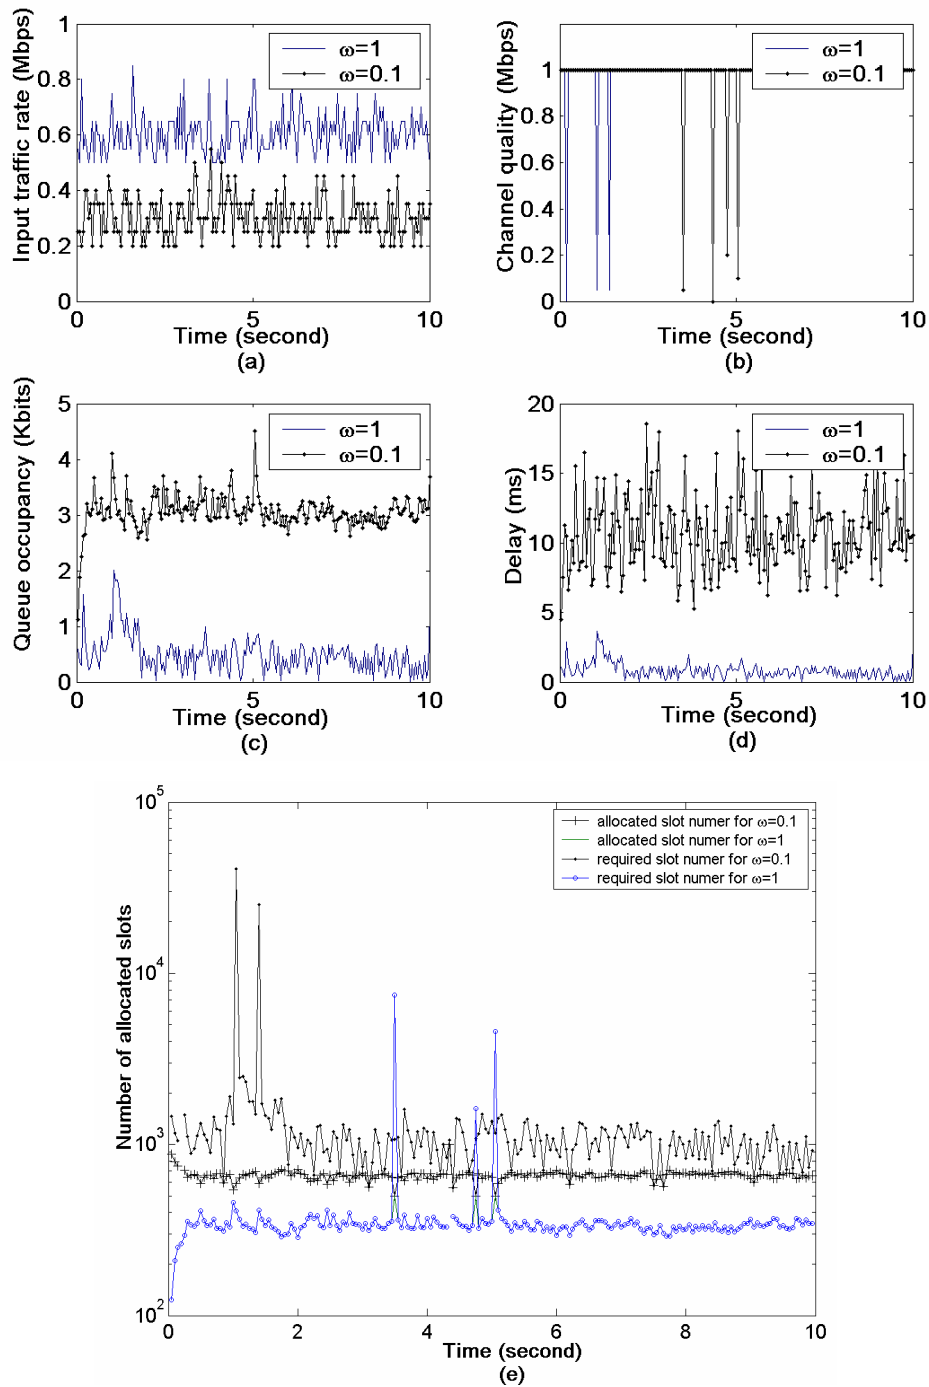 Input traffic rate (Mbps)
1
0.8
0.6
0.4
0.2
0
0
5
10
ω=1
ω=0.1
Time (second)
(a)
Channel quality (Mbps)
1.2
1
0.8
0.6
0.4
0.2
0
0
5
10
ω=1
ω=0.1
Time (second)
(b)
Queue occupancy (Kbits)
5
4
3
2
1
0
0
5
10
ω=1
ω=0.1
Time (second)
(c)
Delay (ms)
20
15
10
5
0
0
5
10
ω=1
ω=0.1
Time (second)
(d)
Number of allocated slots
10^5
10^4
10^3
10^2
0
2
4
6
8
10
allocated slot numer for ω=0.1
allocated slot numer for ω=1
required slot numer for ω=0.1
required slot numer for ω=1
Time (second)
(e)